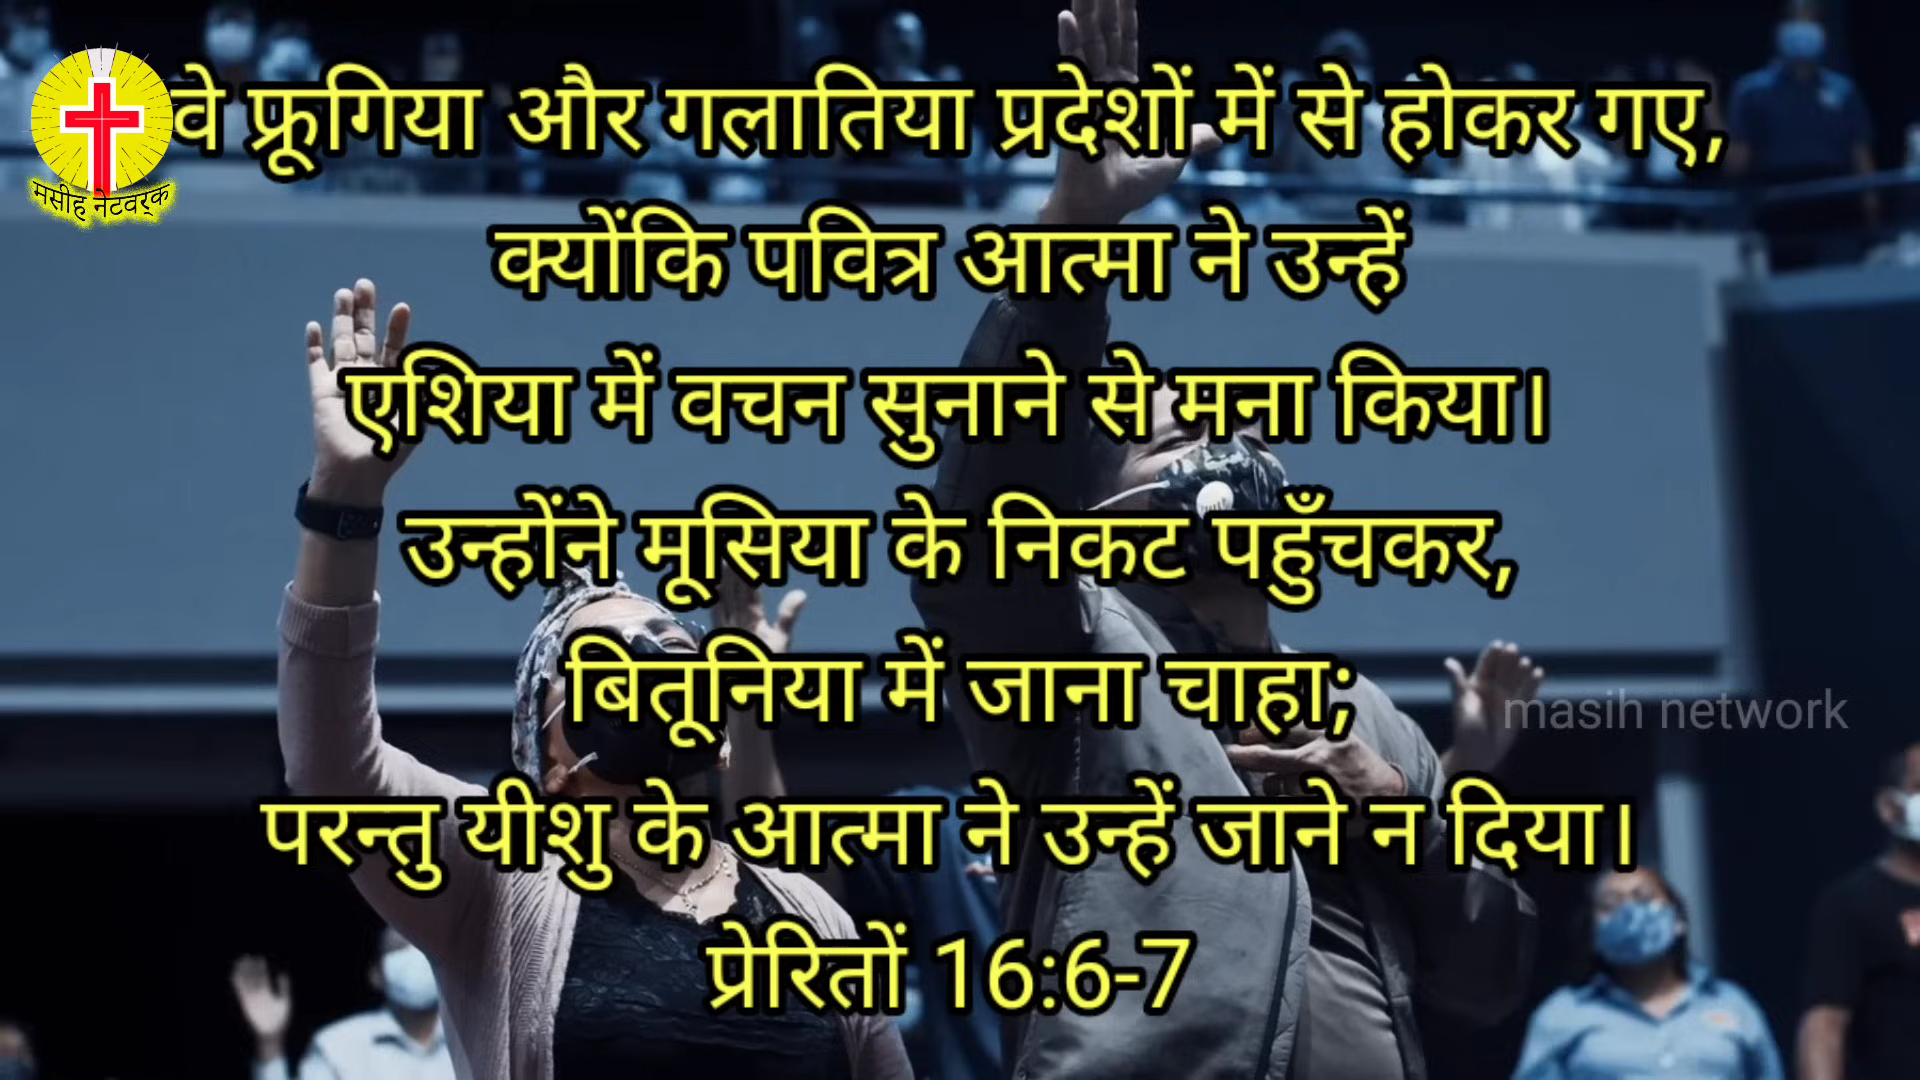 वे फ्रूगिया और गलातिया प्रदेशों में से होकर गए,
क्योंकि पवित्र आत्मा ने उन्हें
एशिया में वचन सुनाने से मना किया।
उन्होंने मूसिया के निकट पहुँचकर,
बितूनिया में जाना चाहा;
परन्तु यीशु के आत्मा ने उन्हें जाने न दिया।
प्रेरितों 16:6-7
मसीह नेटवर्क
masih network